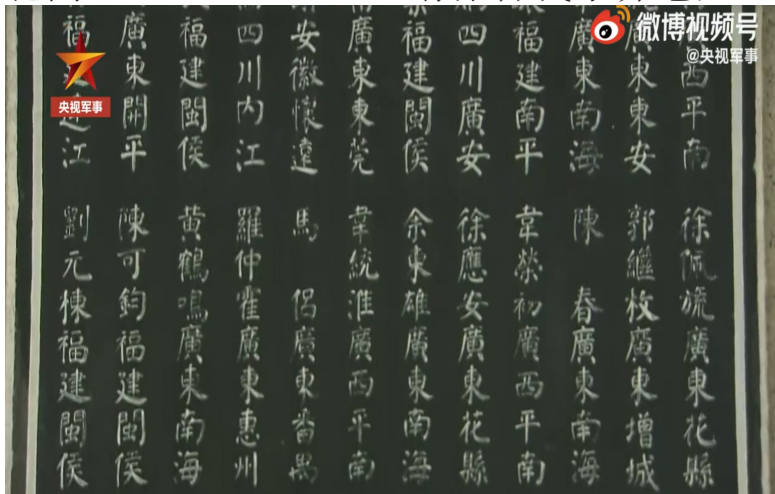 微博视频号
@央视军事
央视军事
西平南 徐佩旒廣東花縣
廣東東安 郭繼枚廣東增城
廣東南海 陳 春廣東南海
福建南平 韋榮初廣西平南
四川廣安 徐應安廣東花縣
福建閩侯 余東雄廣東南海
廣東東莞 韋統淮廣西平南
安徽懷遠 馬 侶廣東番禺
四川内江 羅仲霍廣東惠州
福建閩侯 黄鶴鳴廣東南海
廣東開平 陳可鈞福建閩侯
福建連江 劉元棟福建閩侯